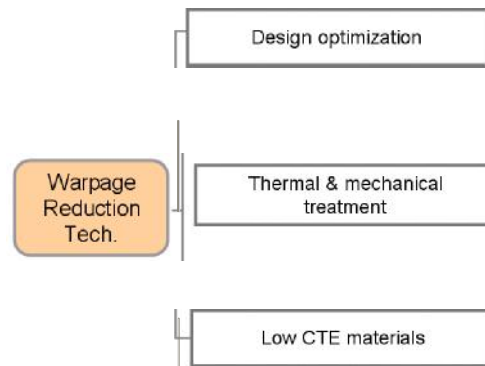 Design optimization
Warpage
Reduction
Tech.
Thermal & mechanical
treatment
Low CTE materials